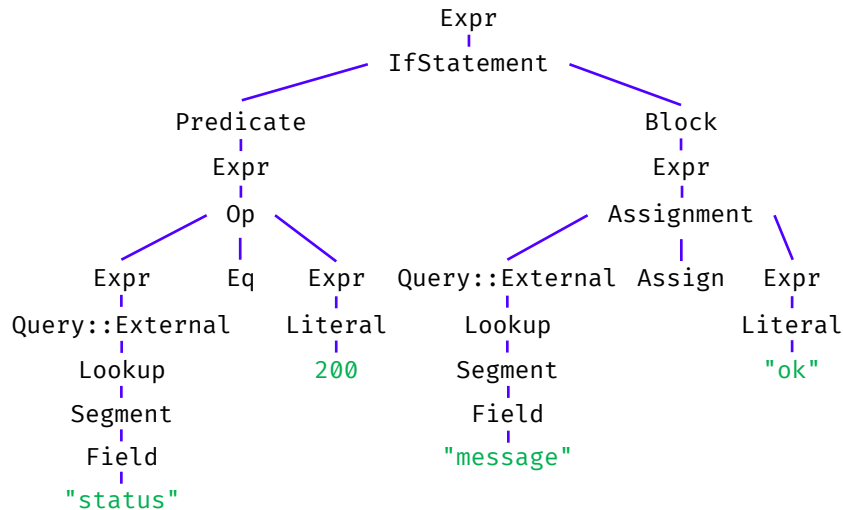 Expr
IfStatement
Predicate Block
Expr Expr
Op Assignment
Expr Eq Expr Query::External Assign Expr
Query::External Literal Lookup Literal
Lookup 200 Segment "ok"
Segment Field
Field "message"
"status"